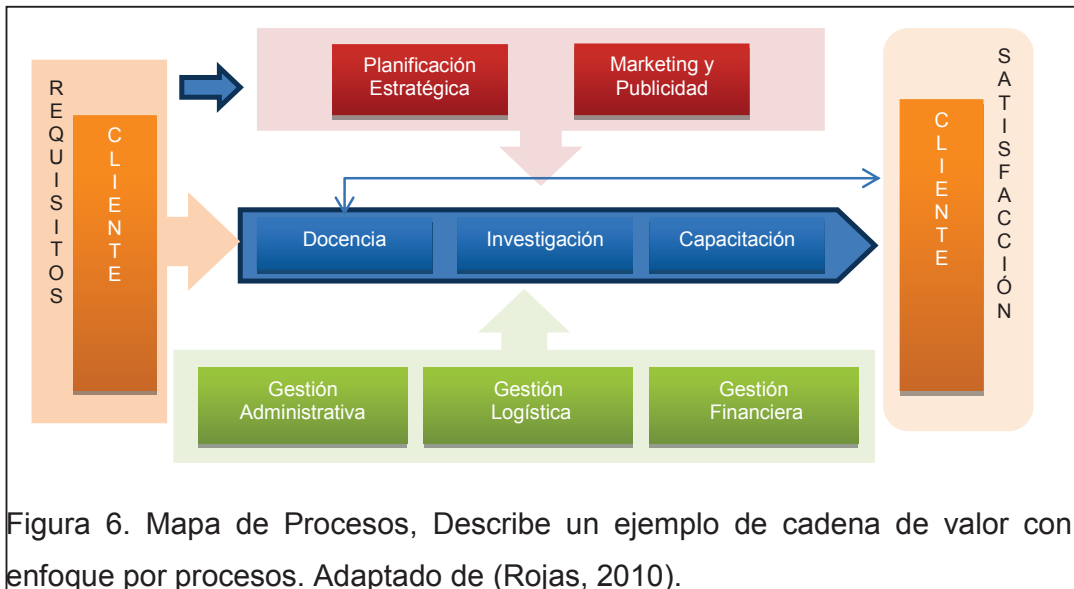 REQUISITOS
CLIENTE
Planificación
Estratégica
Marketing y
Publicidad
Docencia
Investigación
Capacitación
Gestión
Administrativa
Gestión
Logística
Gestión
Financiera
CLIENTE
SATISFACCCIÓN
Figura 6. Mapa de Procesos, Describe un ejemplo de cadena de valor con
enfoque por procesos. Adaptado de (Rojas, 2010).